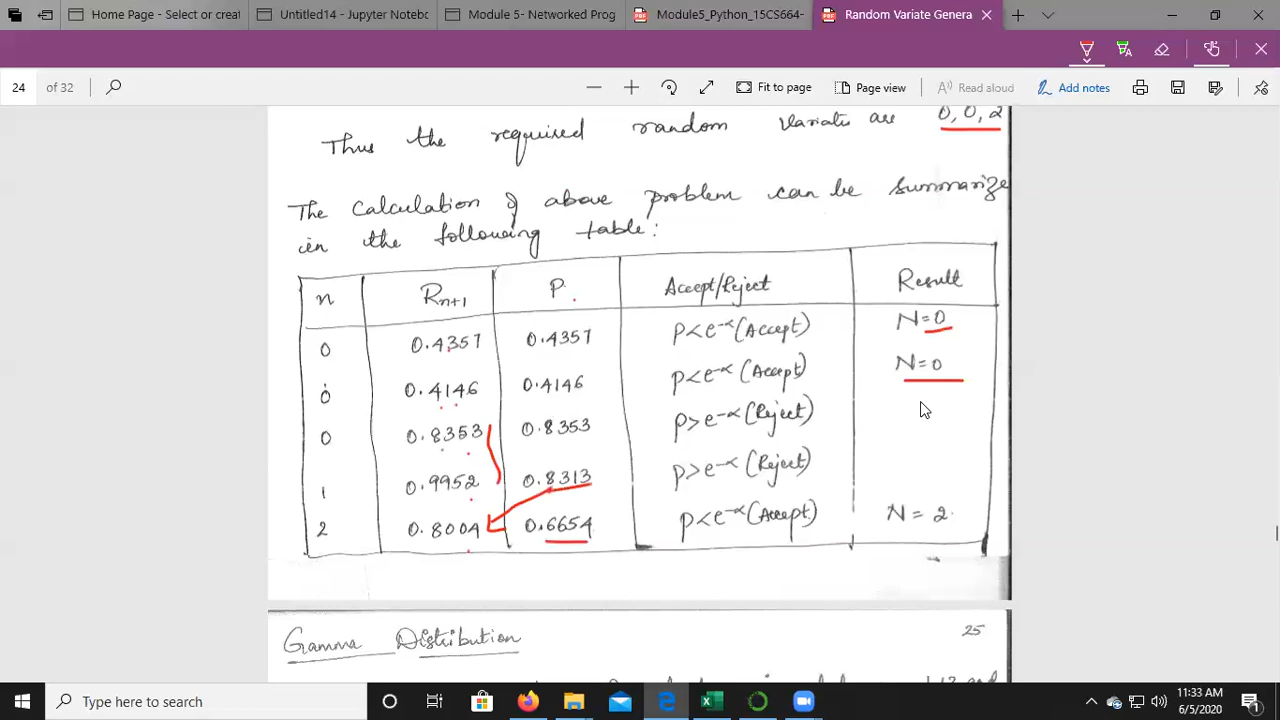 Home Page - Select or creat
Untitled14 - Jupyter Notebo
Module 5- Networked Prog
Module5_Python_15CS664-
Random Variate Genera
24 of 32
Fit to page
Page view
Read aloud
Add notes
Thus the required random variats are 0, 0, 2
The calculation of above problem can be summarize
in the following table:
n Rn+1 P. Accept/Reject Result
0 0.4357 0.4357 P<e^-α (Accept) N=0
0 0.4146 0.4146 P<e^-α (Accept) N=0
0 0.8353 0.8353 P>e^-α (Reject)
1 0.9952 0.8313 P>e^-α (Reject)
2 0.8004 0.6654 P<e^-α (Accept) N = 2.
Gamma Distribution 25
Type here to search
11:33 AM
6/5/2020
1